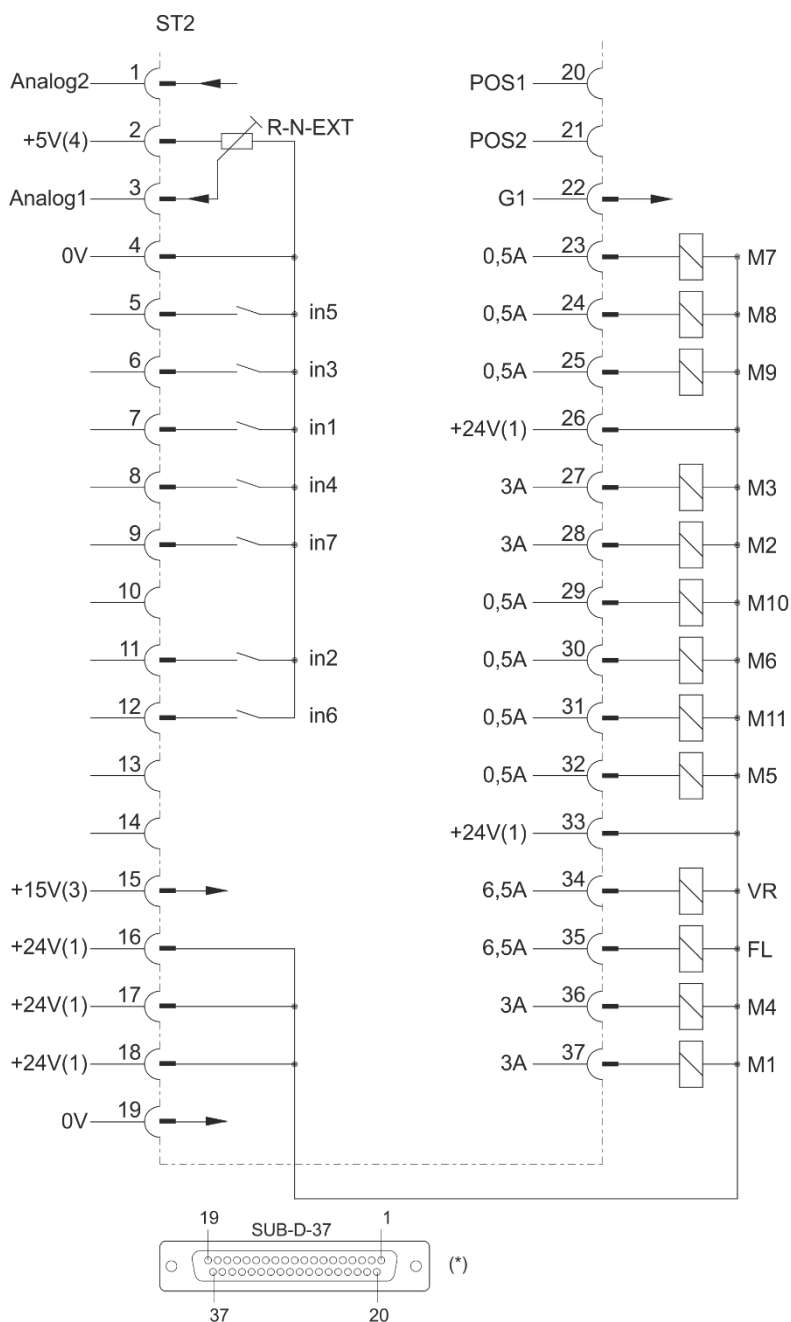 ST2
Analog2 1
+5V(4) 2 R-N-EXT
Analog1 3
0V 4
5 in5
6 in3
7 in1
8 in4
9 in7
10
11 in2
12 in6
13
14
+15V(3) 15
+24V(1) 16
+24V(1) 17
+24V(1) 18
0V 19
POS1 20
POS2 21
G1 22
0,5A 23 M7
0,5A 24 M8
0,5A 25 M9
+24V(1) 26
3A 27 M3
3A 28 M2
0,5A 29 M10
0,5A 30 M6
0,5A 31 M11
0,5A 32 M5
+24V(1) 33
6,5A 34 VR
6,5A 35 FL
3A 36 M4
3A 37 M1
19 SUB-D-37 1
(*)
37 20